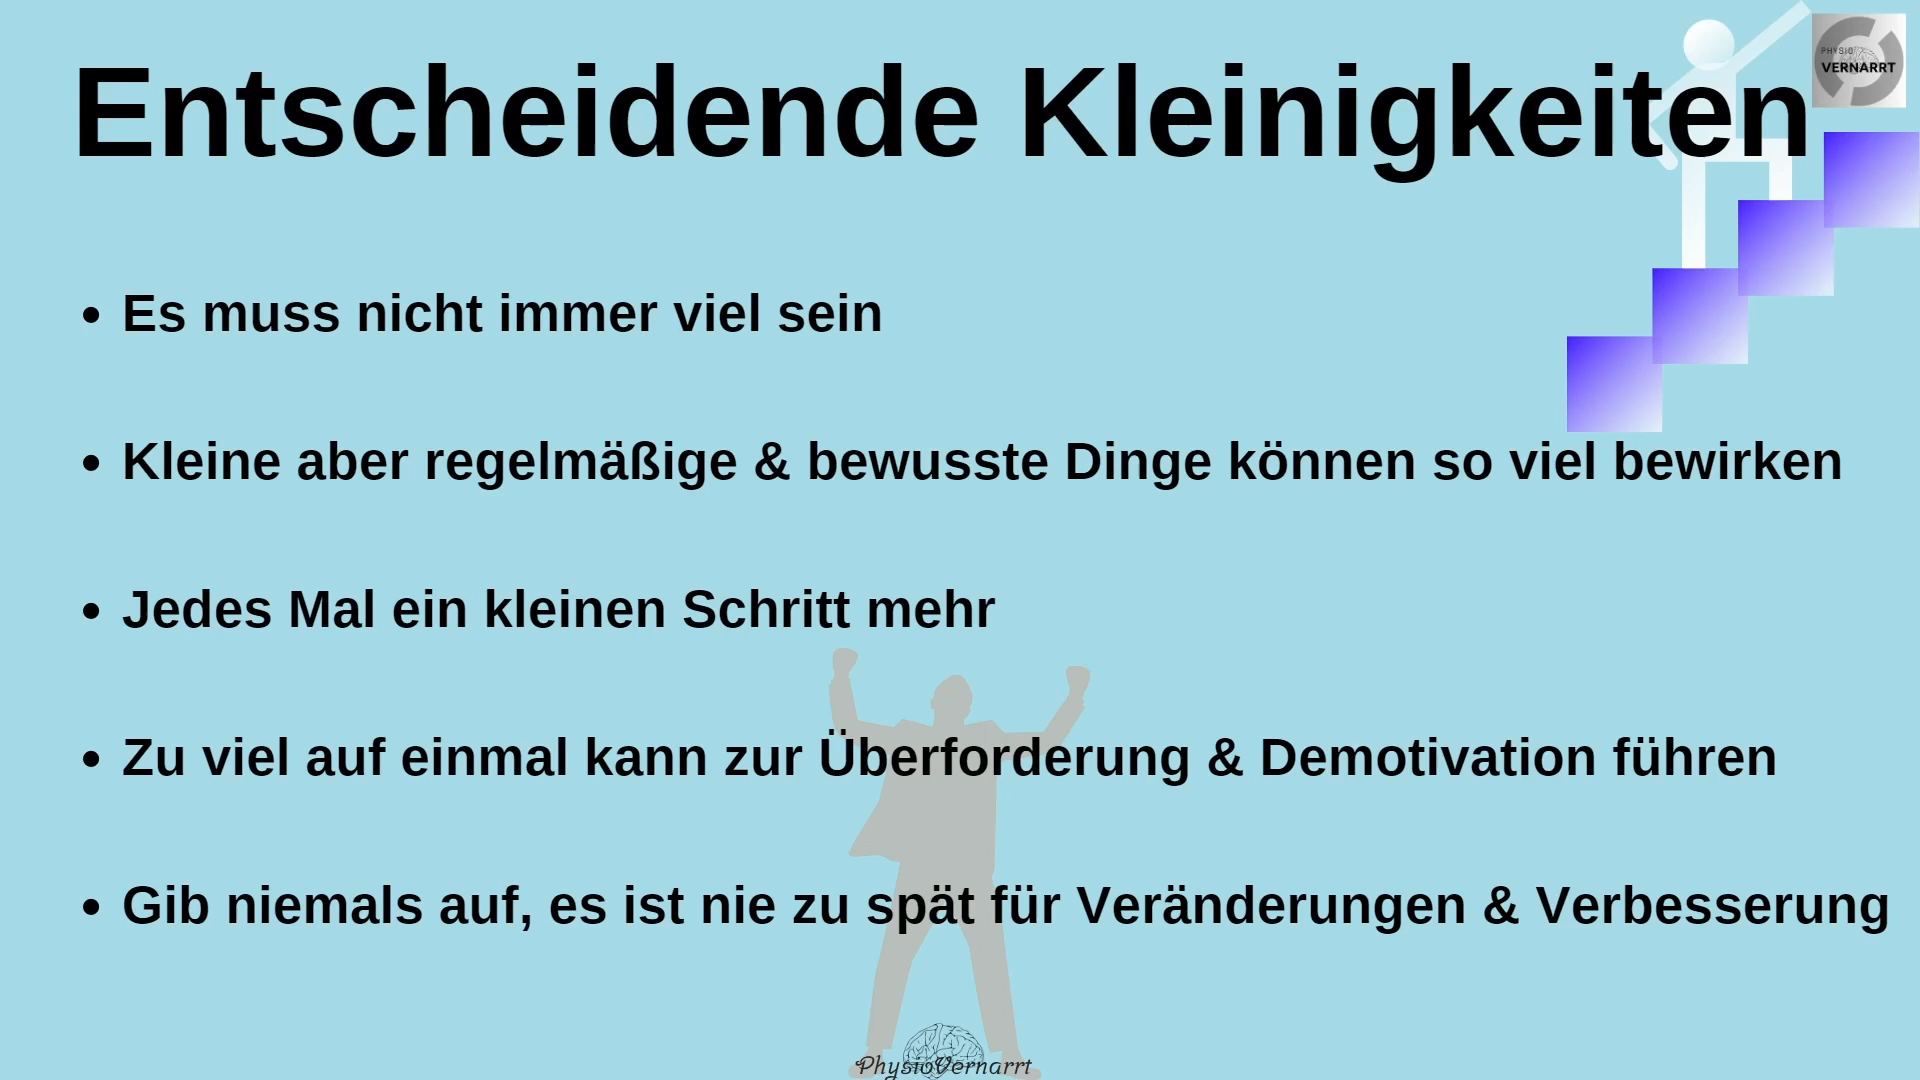 PHYSIO
VERNARRT
Entscheidende Kleinigkeiten
• Es muss nicht immer viel sein
• Kleine aber regelmäßige & bewusste Dinge können so viel bewirken
• Jedes Mal ein kleinen Schritt mehr
• Zu viel auf einmal kann zur Überforderung & Demotivation führen
• Gib niemals auf, es ist nie zu spät für Veränderungen & Verbesserung
PhysioVernarrt